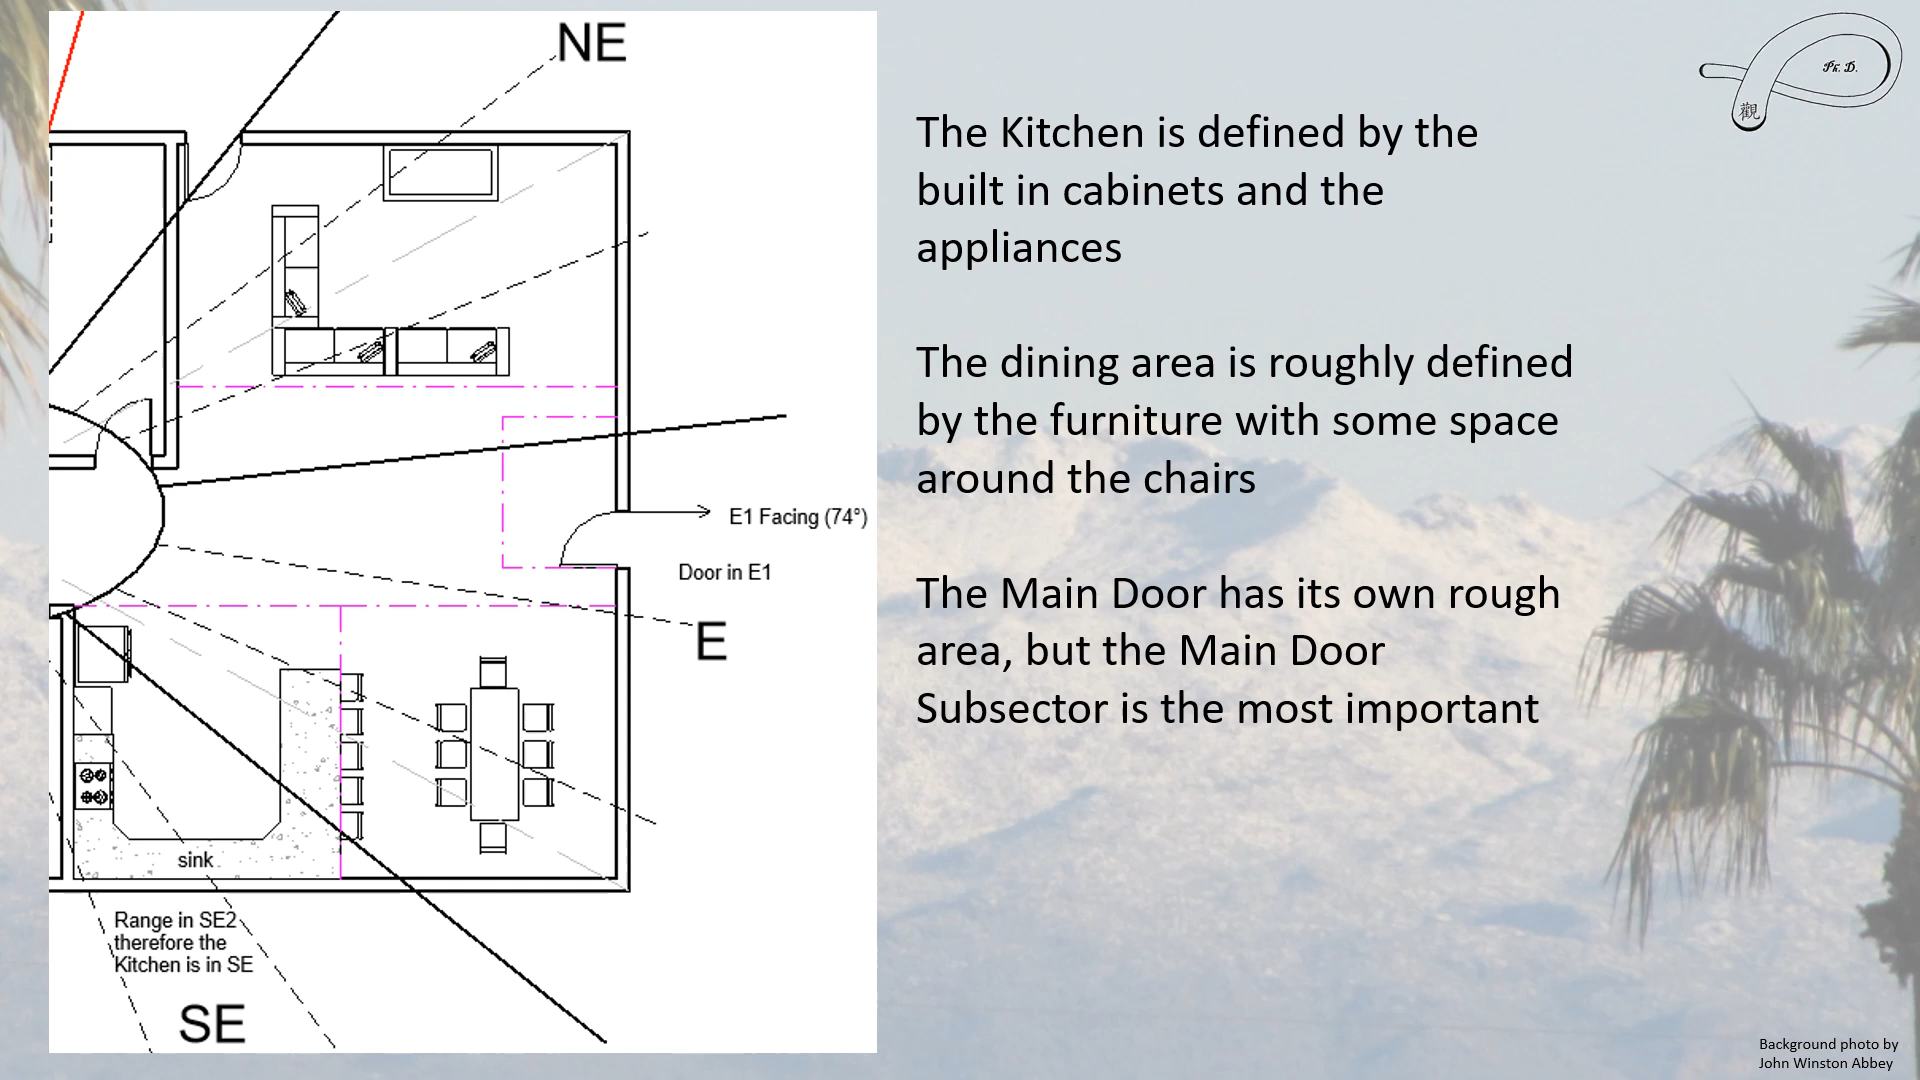 NE
E1 Facing (74°)
Door in E1
E
sink
Range in SE2
therefore the
Kitchen is in SE
SE
The Kitchen is defined by the
built in cabinets and the
appliances
The dining area is roughly defined
by the furniture with some space
around the chairs
The Main Door has its own rough
area, but the Main Door
Subsector is the most important
Ph. D.
觀
Background photo by
John Winston Abbey